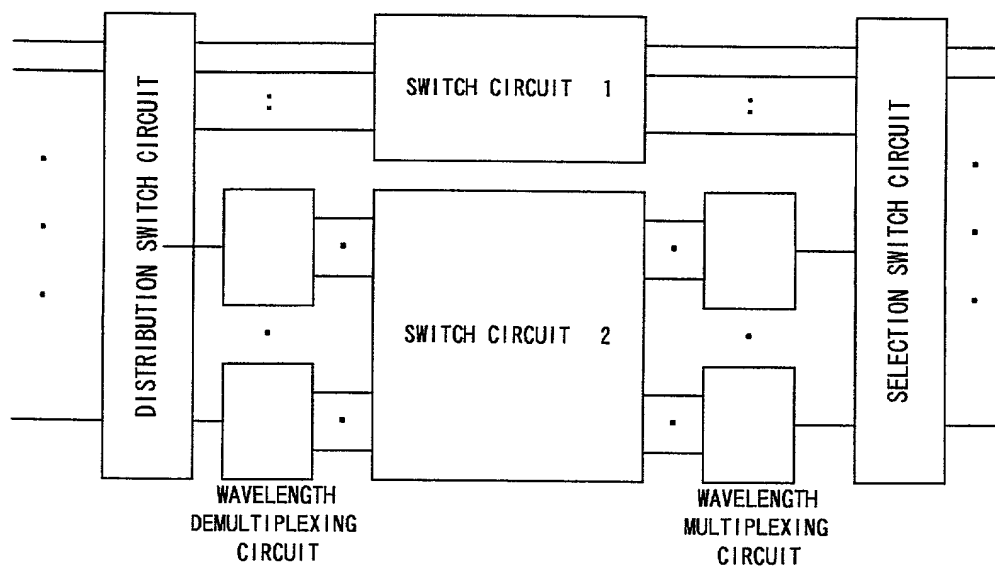 DISTRIBUTION SWITCH CIRCUIT
SWITCH CIRCUIT 1
SWITCH CIRCUIT 2
SELECTION SWITCH CIRCUIT
WAVELENGTH
DEMULTIPLEXING
CIRCUIT
WAVELENGTH
MULTIPLEXING
CIRCUIT